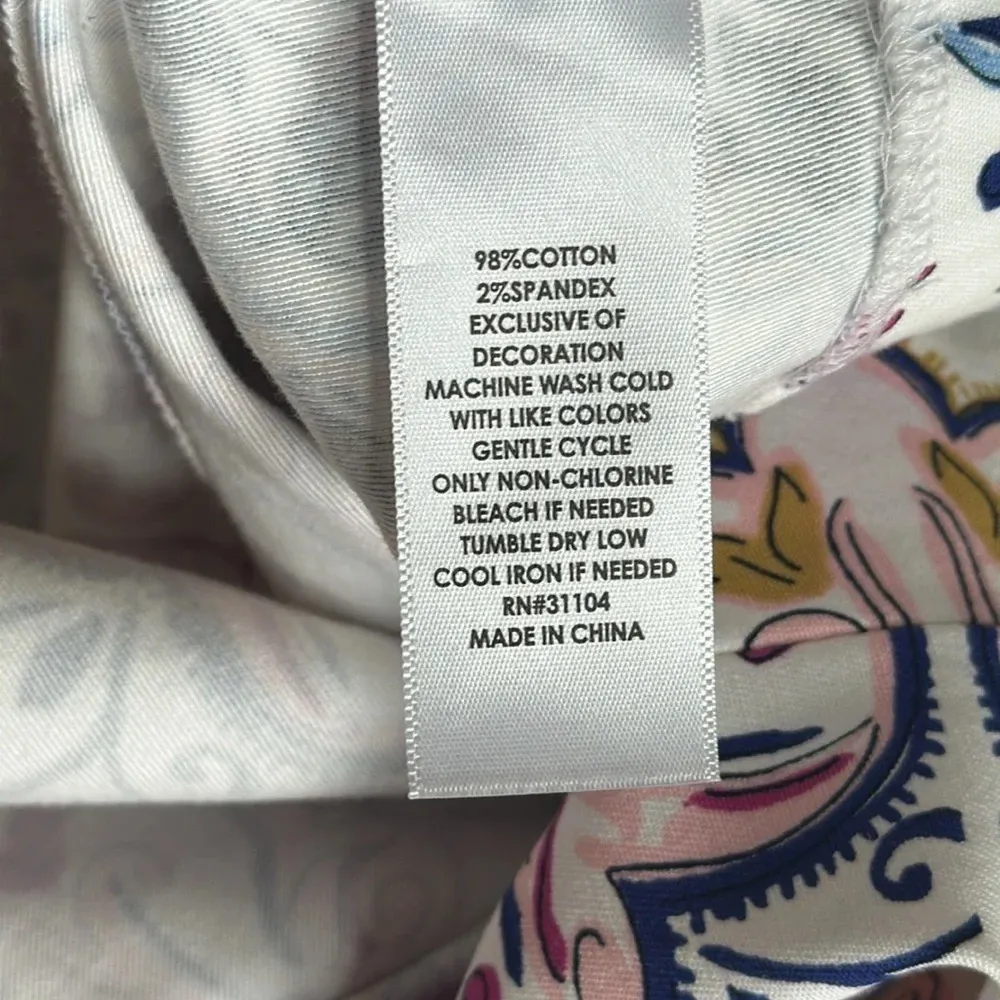 98%COTTON
2%SPANDEX
EXCLUSIVE OF
DECORATION
MACHINE WASH COLD
WITH LIKE COLORS
GENTLE CYCLE
ONLY NON-CHLORINE
BLEACH IF NEEDED
TUMBLE DRY LOW
COOL IRON IF NEEDED
RN#31104
MADE IN CHINA